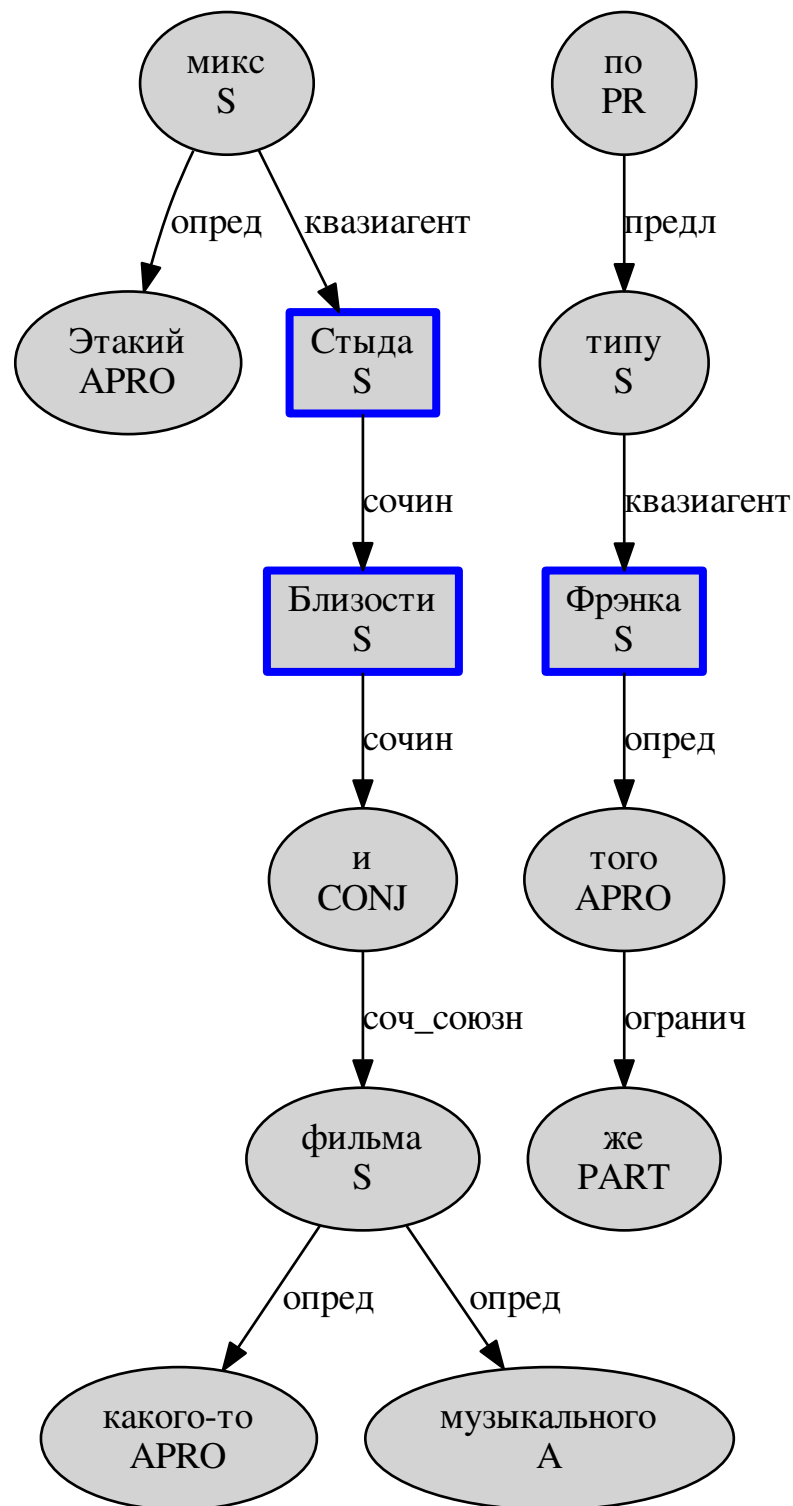 микс
S
по
PR
опред
квазиагент
предл
Этакий
APRO
Стыда
S
типу
S
сочин
квазиагент
Близости
S
Фрэнка
S
сочин
опред
и
CONJ
того
APRO
соч_союзн
огранич
фильма
S
же
PART
опред
опред
какого-то
APRO
музыкального
A